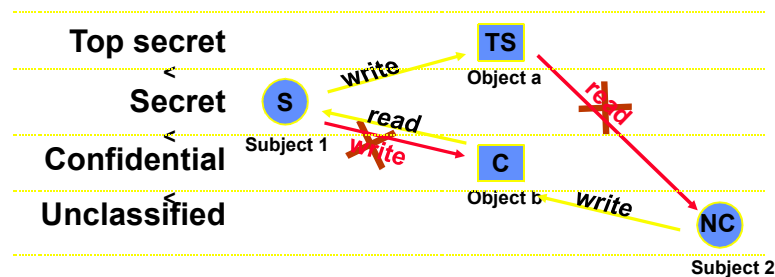 Top secret
<
Secret
<
Confidential
<
Unclassified
S
Subject 1
write
read
write
TS
Object a
C
Object b
read
write
NC
Subject 2